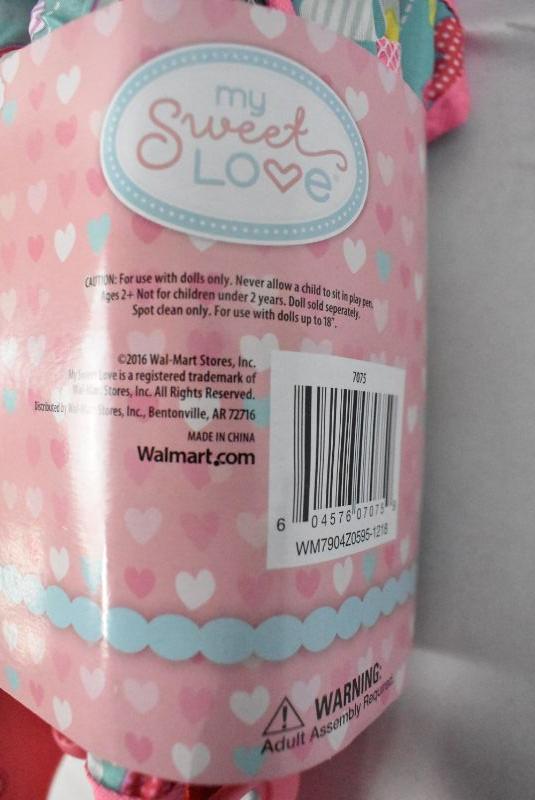 my
Sweet
LOVe
CAUTION: For use with dolls only. Never allow a child to sit in play pen.
Ages 2+ Not for children under 2 years. Doll sold seperately.
Spot clean only. For use with dolls up to 18".
©2016 Wal-Mart Stores, Inc.
My Sweet Love is a registered trademark of
Wal-Mart Stores, Inc. All Rights Reserved.
Distributed by Wal-Mart Stores, Inc., Bentonville, AR 72716
MADE IN CHINA
Walmart.com
7075
6 04576 07075 9
WM7904Z0595-1218
WARNING:
Adult Assembly Required.